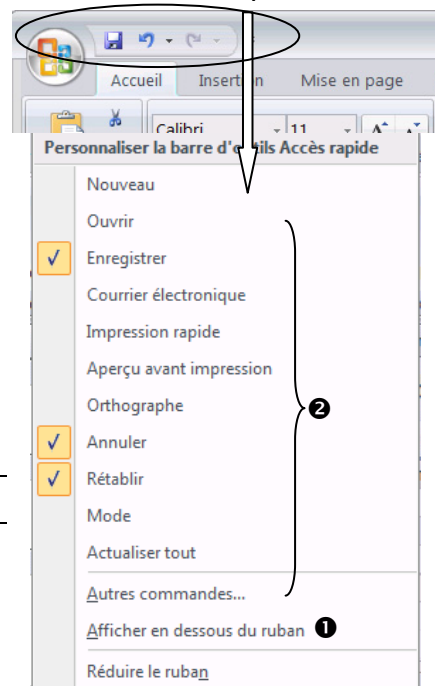 Accueil Insertion Mise en page
Calibri 11 A A
Personnaliser la barre d'outils Accès rapide
Nouveau
Ouvrir
Enregistrer
Courrier électronique
Impression rapide
Aperçu avant impression
Orthographe
❷
Annuler
Rétablir
Mode
Actualiser tout
Autres commandes...
Afficher en dessous du ruban ❶
Réduire le ruban